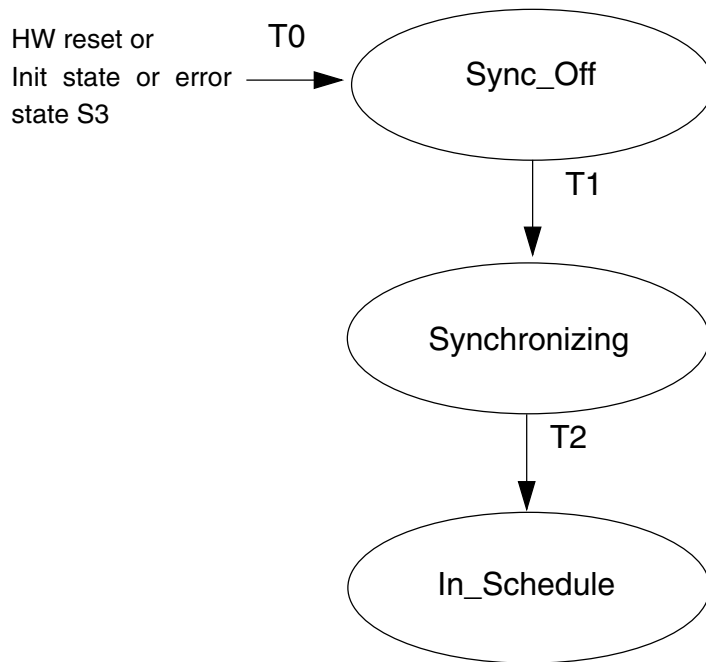 HW reset or
Init state or error
state S3
T0
Sync_Off
T1
Synchronizing
T2
In_Schedule